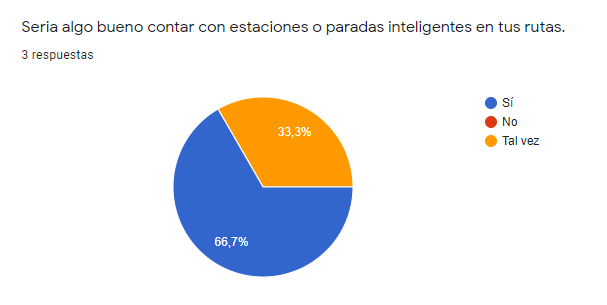 Seria algo bueno contar con estaciones o paradas inteligentes en tus rutas.
3 respuestas
Sí
No
Tal vez
33,3%
66,7%